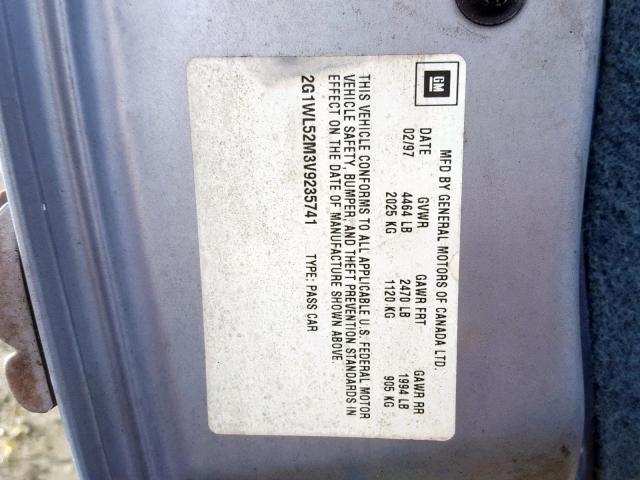 GM
MFD BY GENERAL MOTORS OF CANADA LTD.
DATE GVWR GAWR FRT GAWR RR
02/97 4464 LB 2470 LB 1994 LB
2025 KG 1120 KG 905 KG
THIS VEHICLE CONFORMS TO ALL APPLICABLE U.S. FEDERAL MOTOR
VEHICLE SAFETY, BUMPER, AND THEFT PREVENTION STANDARDS IN
EFFECT ON THE DATE OF MANUFACTURE SHOWN ABOVE.
2G1WL52M3V9235741 TYPE: PASS CAR